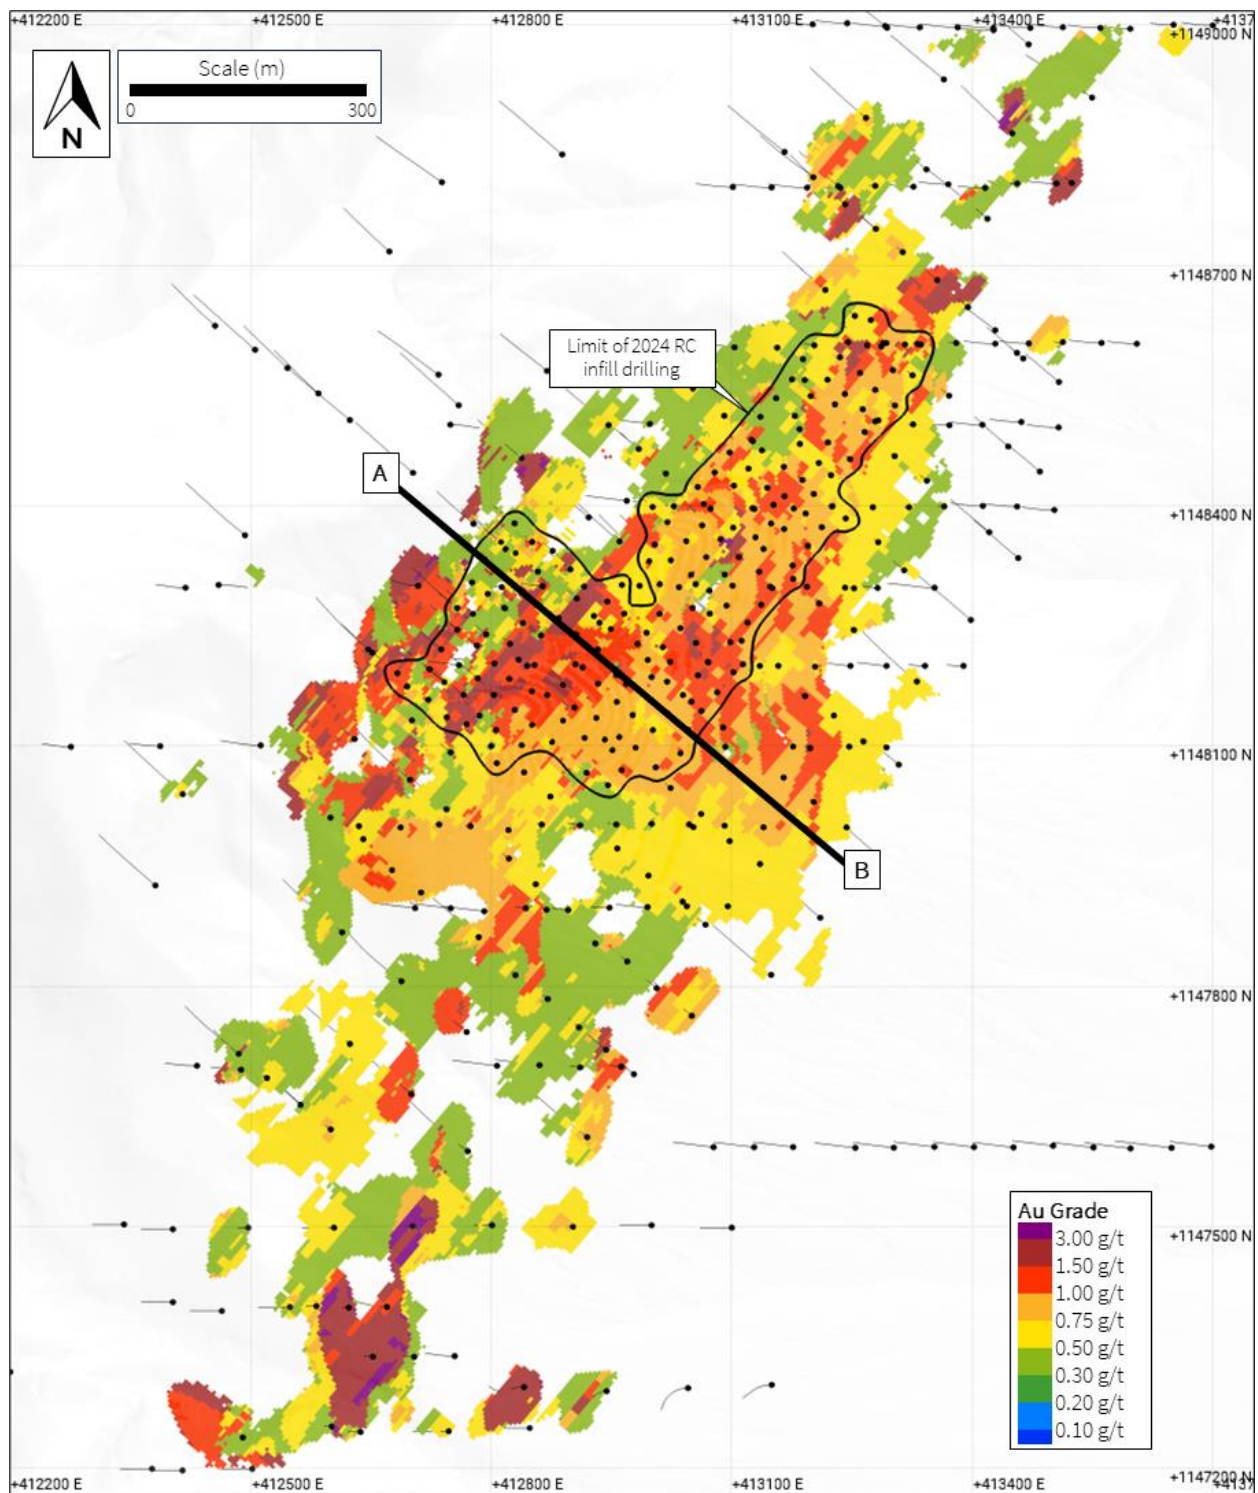 +412200 E
+412500 E
+412800 E
+413100 E
+413400 E
+1149000 N
Scale (m)
0
300
N
+1148700 N
Limit of 2024 RC
infill drilling
A
+1148400 N
+1148100 N
B
+1147800 N
Au Grade
3.00 g/t
1.50 g/t
1.00 g/t
0.75 g/t
0.50 g/t
0.30 g/t
0.20 g/t
0.10 g/t
+1147500 N
+1147200 N
+412200 E
+412500 E
+412800 E
+413100 E
+413400 E